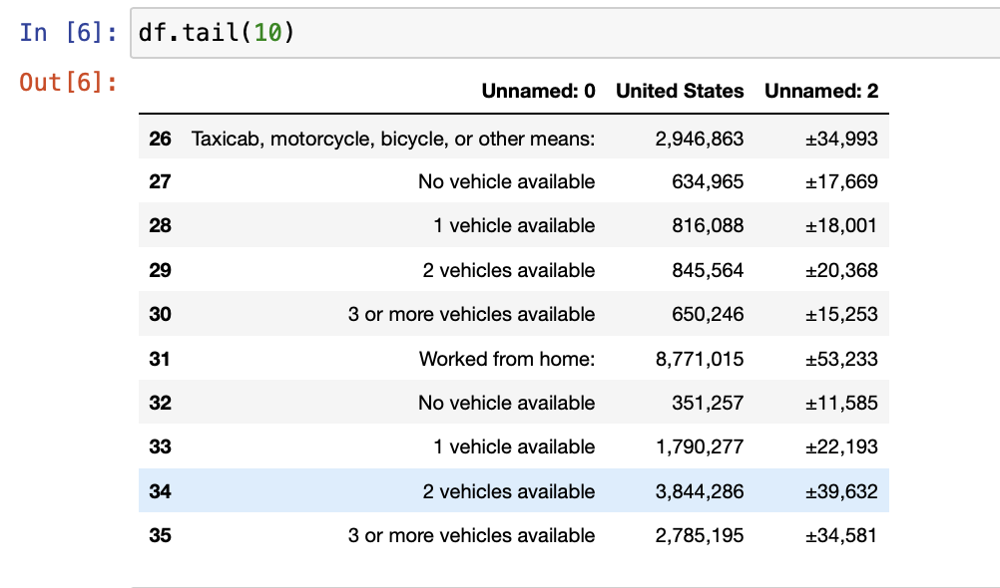 In [6]: df.tail(10)
Out[6]:
Unnamed: 0 United States Unnamed: 2
26 Taxicab, motorcycle, bicycle, or other means: 2,946,863 ±34,993
27 No vehicle available 634,965 ±17,669
28 1 vehicle available 816,088 ±18,001
29 2 vehicles available 845,564 ±20,368
30 3 or more vehicles available 650,246 ±15,253
31 Worked from home: 8,771,015 ±53,233
32 No vehicle available 351,257 ±11,585
33 1 vehicle available 1,790,277 ±22,193
34 2 vehicles available 3,844,286 ±39,632
35 3 or more vehicles available 2,785,195 ±34,581